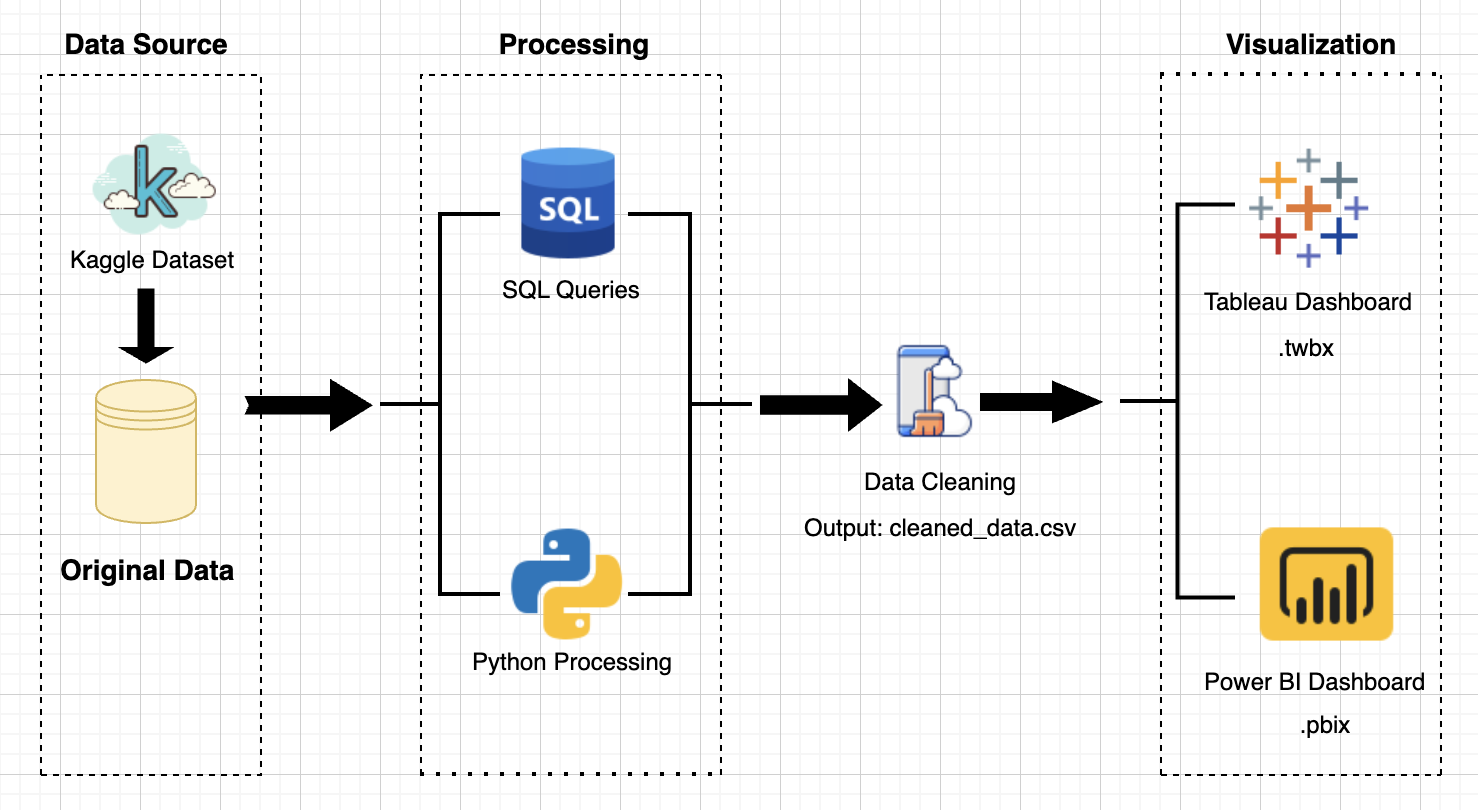 Data Source
Processing
Visualization
k
Kaggle Dataset
SQL
SQL Queries
Tableau Dashboard
.twbx
Data Cleaning
Output: cleaned_data.csv
Original Data
Python Processing
Power BI Dashboard
.pbix